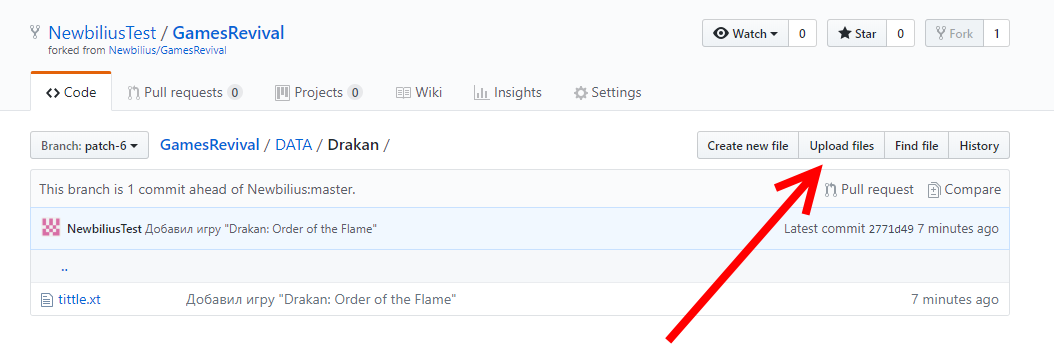 NewbiliusTest / GamesRevival
forked from Newbilius/GamesRevival
Watch 0 Star 0 Fork 1
Code Pull requests 0 Projects 0 Wiki Insights Settings
Branch: patch-6 GamesRevival / DATA / Drakan / Create new file Upload files Find file History
This branch is 1 commit ahead of Newbilius:master. Pull request Compare
NewbiliusTest Добавил игру "Drakan: Order of the Flame" Latest commit 2771d49 7 minutes ago
..
tittle.xt Добавил игру "Drakan: Order of the Flame" 7 minutes ago